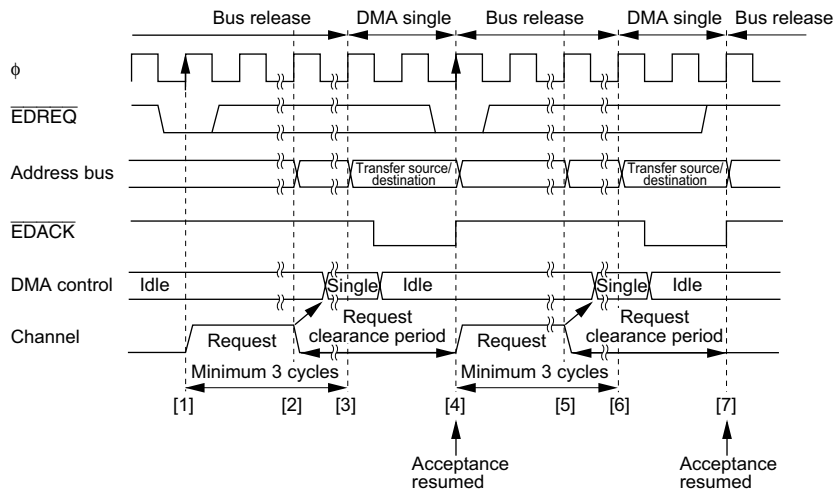 Bus release DMA single Bus release DMA single Bus release
φ
EDREQ
Address bus Transfer source/ destination Transfer source/ destination
EDACK
DMA control Idle Single Idle Single Idle
Channel Request Request clearance period Request Request clearance period
Minimum 3 cycles Minimum 3 cycles
[1] [2] [3] [4] [5] [6] [7]
Acceptance resumed Acceptance resumed